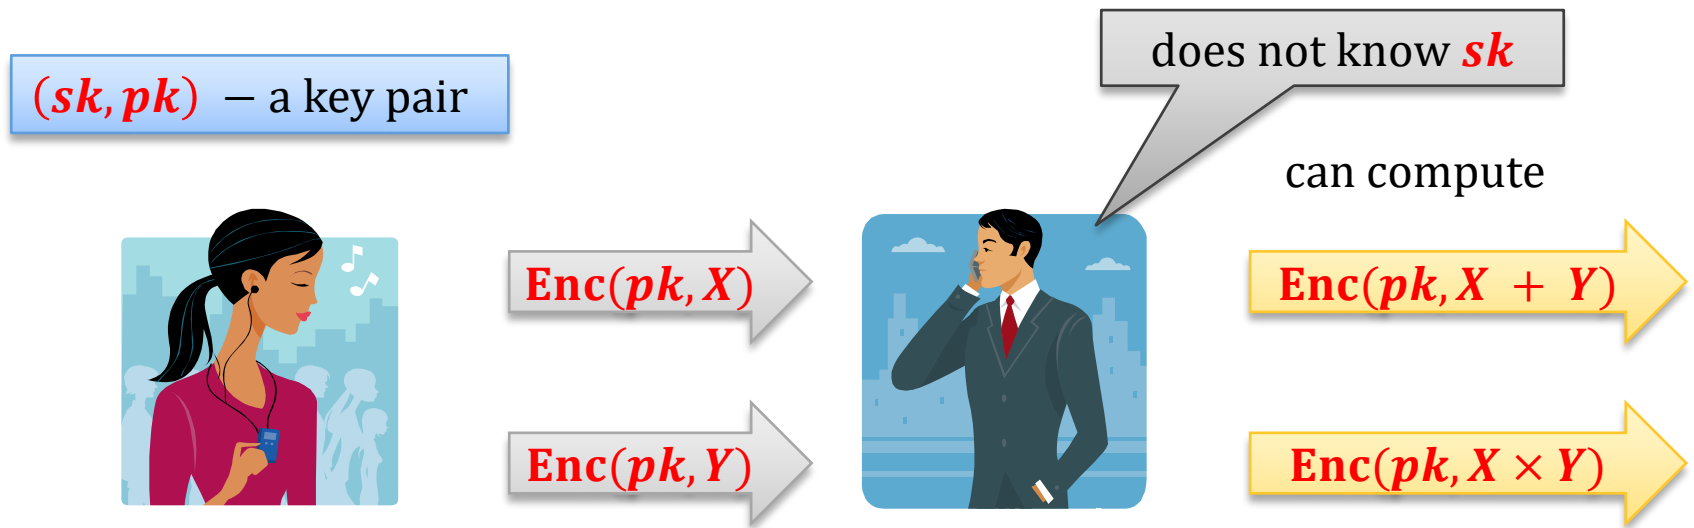 (sk, pk) – a key pair
does not know sk
can compute
Enc(pk, X)
Enc(pk, X + Y)
Enc(pk, Y)
Enc(pk, X × Y)